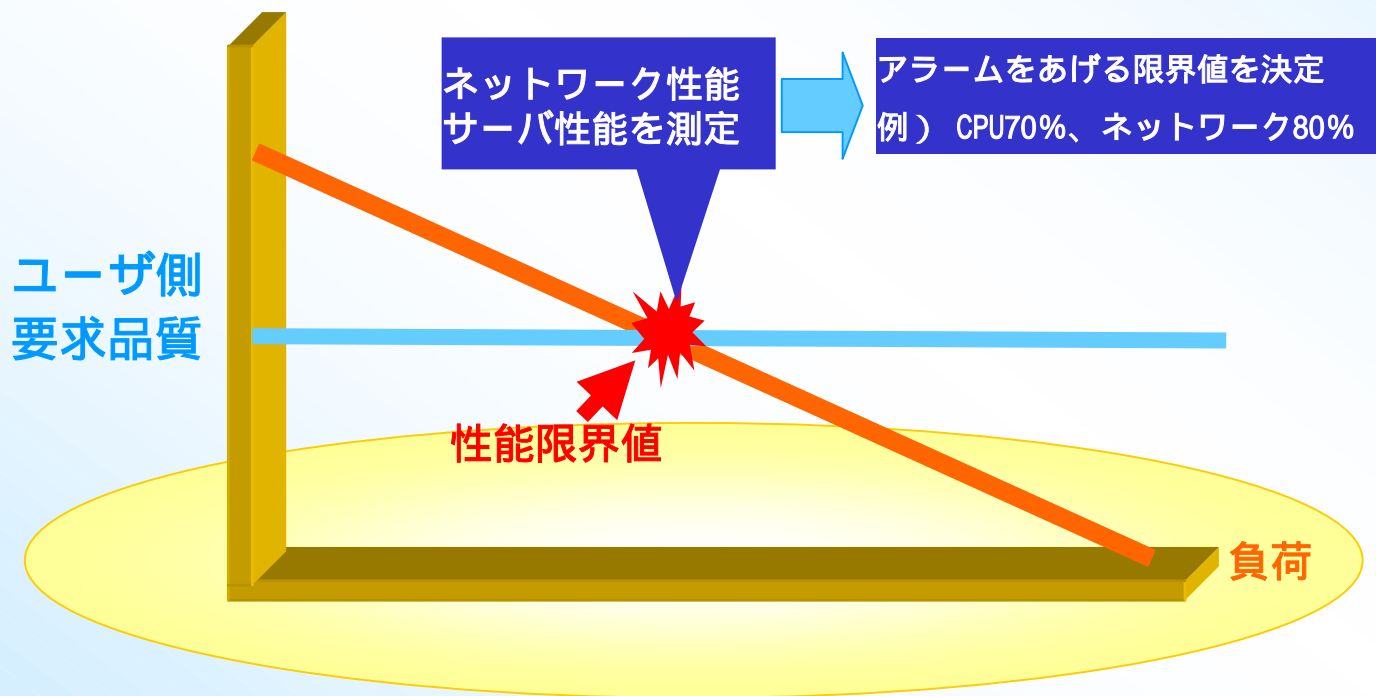 ネットワーク性能
サーバ性能を測定
アラームをあげる限界値を決定
例） CPU70％、ネットワーク80％
ユーザ側
要求品質
性能限界値
負荷